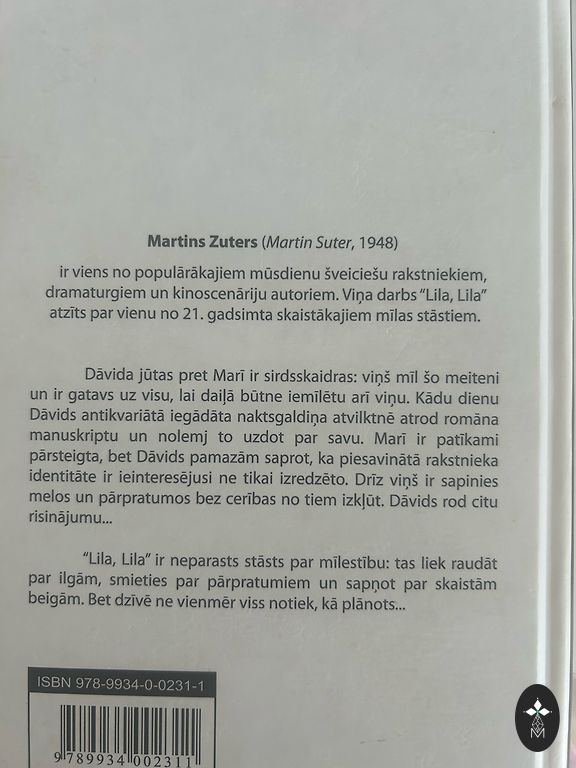 Martins Zuters (Martin Suter, 1948)
ir viens no populārākajiem mūsdienu šveiciešu rakstniekiem,
dramaturgiem un kinoscenāriju autoriem. Viņa darbs “Lila, Lila”
atzīts par vienu no 21. gadsimta skaistākajiem mīlas stāstiem.
Dāvida jūtas pret Marī ir sirdsskaidras: viņš mīl šo meiteni
un ir gatavs uz visu, lai daiļā būtne iemīlētu arī viņu. Kādu dienu
Dāvids antikvariātā iegādāta naktsgaldiņa atvilktnē atrod romāna
manuskriptu un nolemj to uzdot par savu. Marī ir patīkami
pārsteigta, bet Dāvids pamazām saprot, ka piesavinātā rakstnieka
identitāte ir ieinteresējusi ne tikai izredzēto. Drīz viņš ir sapinies
melos un pārpratumos bez cerības no tiem izkļūt. Dāvids rod citu
risinājumu...
“Lila, Lila” ir neparasts stāsts par mīlestību: tas liek raudāt
par ilgām, smieties par pārpratumiem un sapņot par skaistām
beigām. Bet dzīvē ne vienmēr viss notiek, kā plānots...
ISBN 978-9934-0-0231-1
9 789934 002311
M